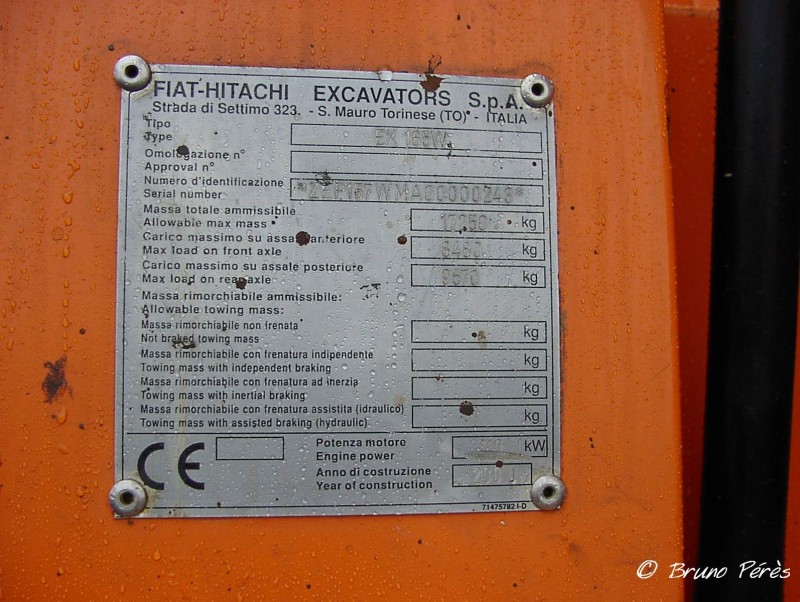 FIAT-HITACHI EXCAVATORS S.p.A.
Strada di Settimo 323. - S. Mauro Torinese (TO) - ITALIA
Tipo
Type
EX 165W
Omologazione n°
Approval n°
Numero d'identificazione
Serial number
Massa totale ammissibile
Allowable max mass
kg
Carico massimo su assale anteriore
Max load on front axle
kg
Carico massimo su assale posteriore
Max load on rear axle
kg
Massa rimorchiabile ammissibile:
Allowable towing mass:
Massa rimorchiabile non frenata
Not braked towing mass
kg
Massa rimorchiabile con frenatura indipendente
Towing mass with independent braking
kg
Massa rimorchiabile con frenatura ad inerzia
Towing mass with inertial braking
kg
Massa rimorchiabile con frenatura assistita (idraulico)
Towing mass with assisted braking (hydraulic)
kg
CE
Potenza motore
Engine power
kW
Anno di costruzione
Year of construction
71475782.I-D
© Bruno Pérès